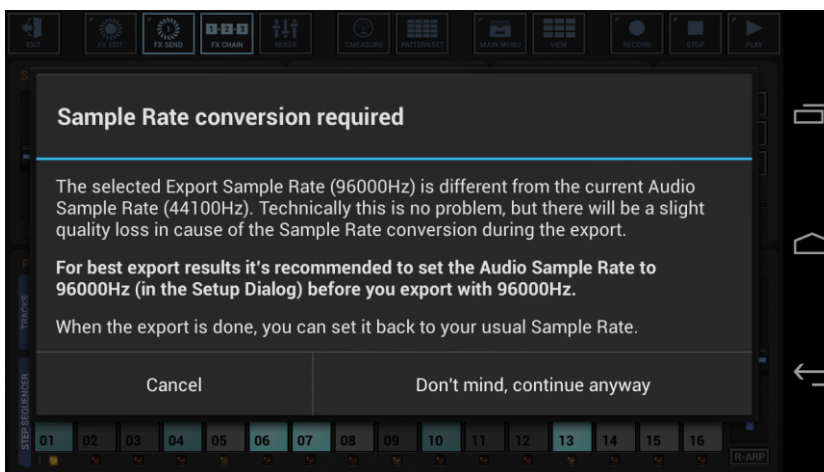 EXIT
FX EDIT
FX SEND
1-2-3
FX CHAIN
MIXER
T.MEASURE
PATTERN SET
MAIN MENU
VIEW
RECORD
STOP
PLAY
Sample Rate conversion required
The selected Export Sample Rate (96000Hz) is different from the current Audio
Sample Rate (44100Hz). Technically this is no problem, but there will be a slight
quality loss in cause of the Sample Rate conversion during the export.
For best export results it's recommended to set the Audio Sample Rate to
96000Hz (in the Setup Dialog) before you export with 96000Hz.
When the export is done, you can set it back to your usual Sample Rate.
Cancel
Don't mind, continue anyway
TRACKS
STEP SEQUENCER
01 02 03 04 05 06 07 08 09 10 11 12 13 14 15 16
R-ARP